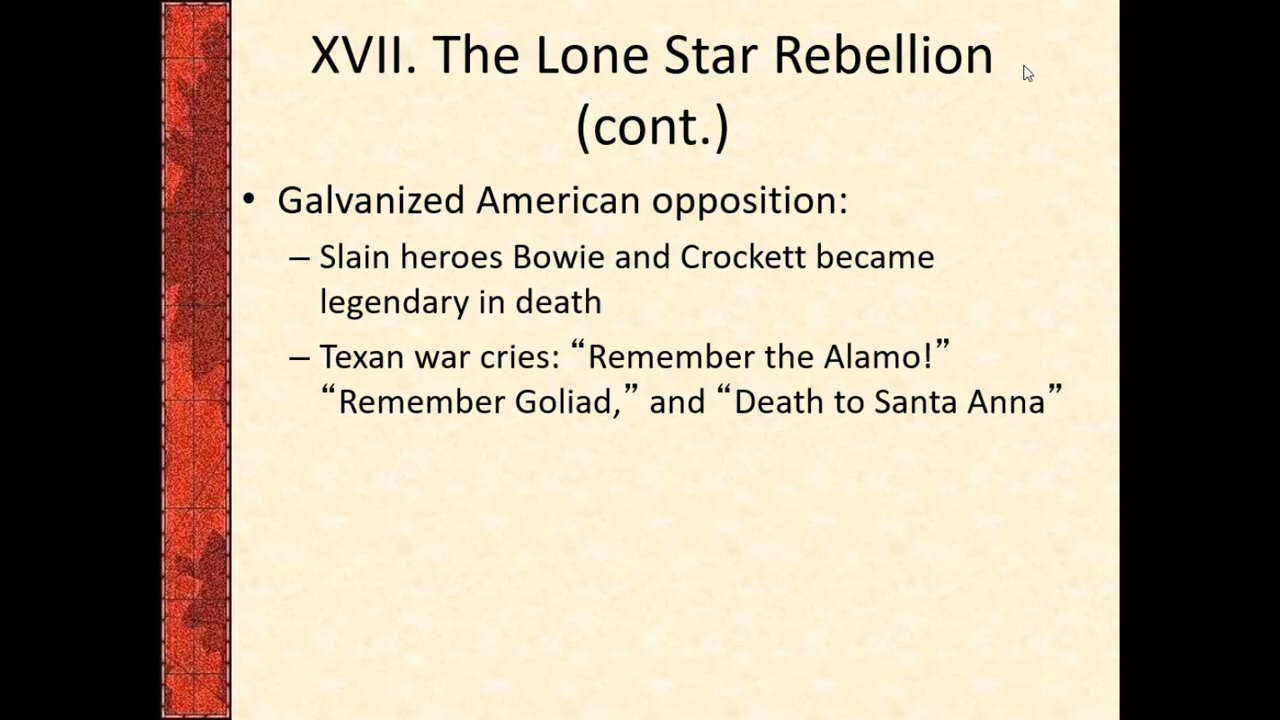 XVII. The Lone Star Rebellion
(cont.)
• Galvanized American opposition:
– Slain heroes Bowie and Crockett became
legendary in death
– Texan war cries: “Remember the Alamo!”
“Remember Goliad,” and “Death to Santa Anna”